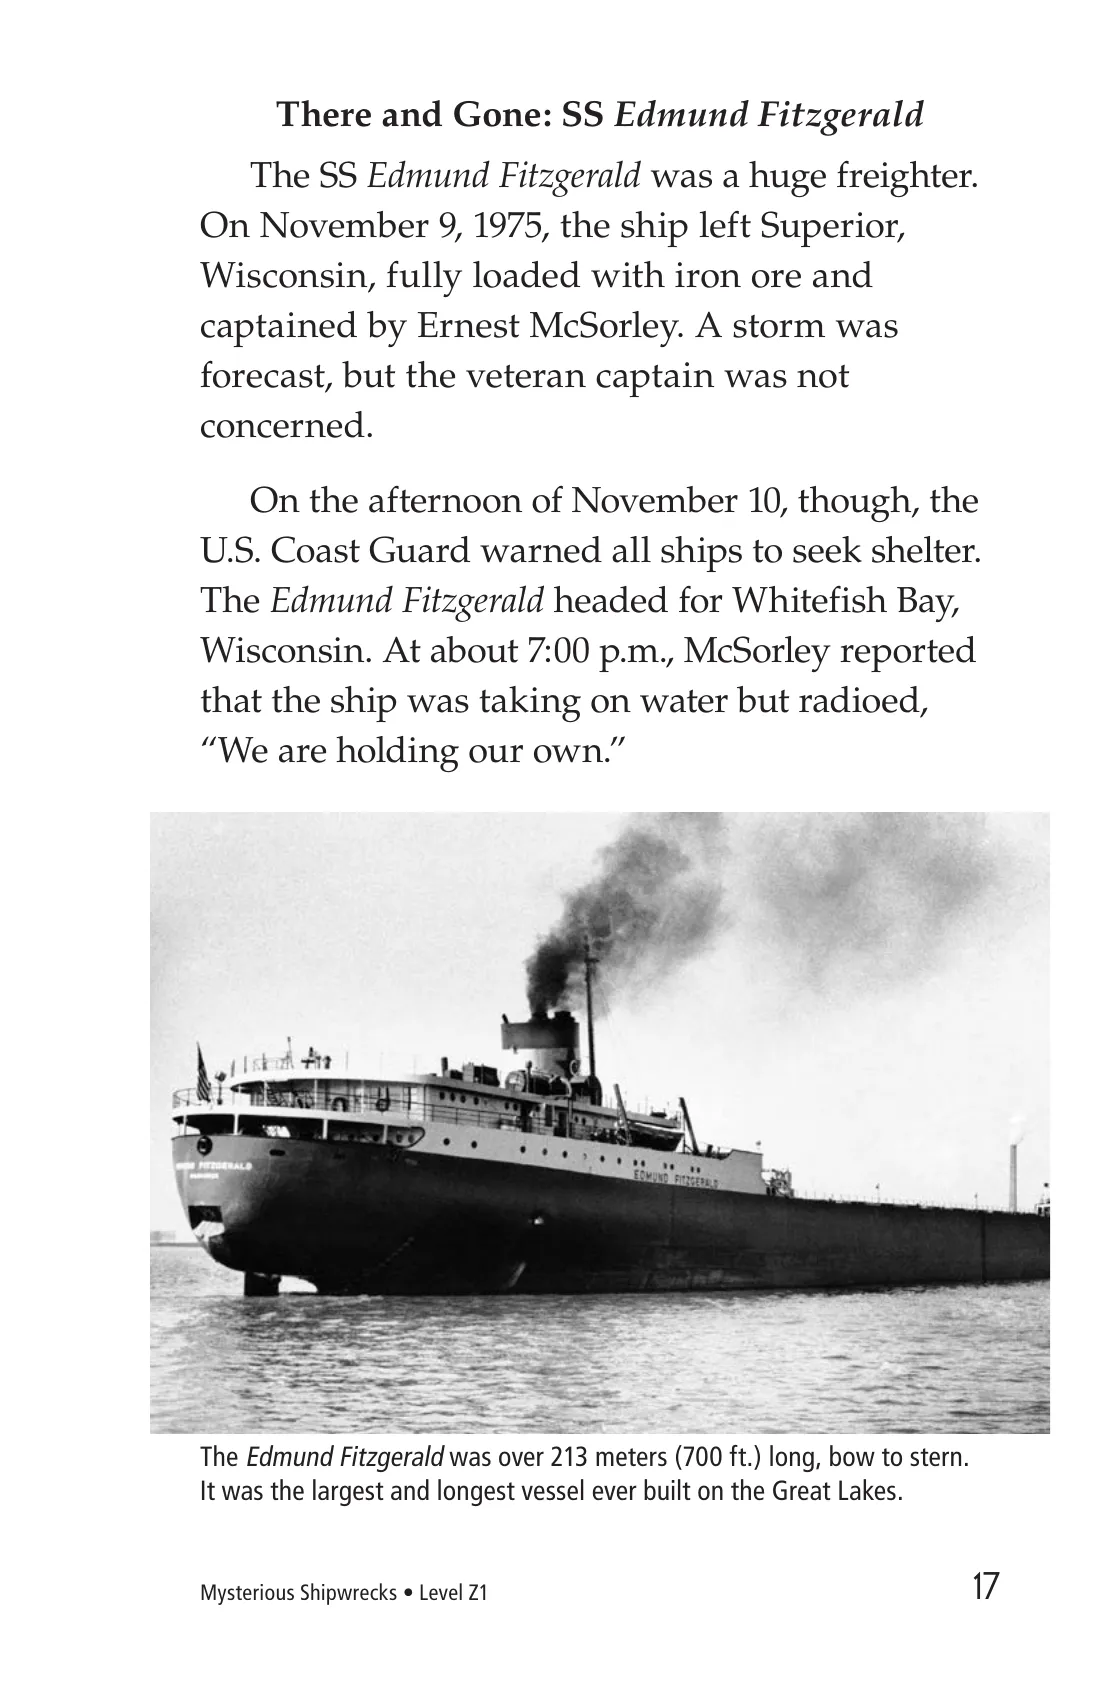 There and Gone: SS Edmund Fitzgerald
The SS Edmund Fitzgerald was a huge freighter.
On November 9, 1975, the ship left Superior,
Wisconsin, fully loaded with iron ore and
captained by Ernest McSorley. A storm was
forecast, but the veteran captain was not
concerned.
On the afternoon of November 10, though, the
U.S. Coast Guard warned all ships to seek shelter.
The Edmund Fitzgerald headed for Whitefish Bay,
Wisconsin. At about 7:00 p.m., McSorley reported
that the ship was taking on water but radioed,
“We are holding our own.”
FITZGERALD
EDMUND FITZGERALD
The Edmund Fitzgerald was over 213 meters (700 ft.) long, bow to stern.
It was the largest and longest vessel ever built on the Great Lakes.
Mysterious Shipwrecks • Level Z1
17